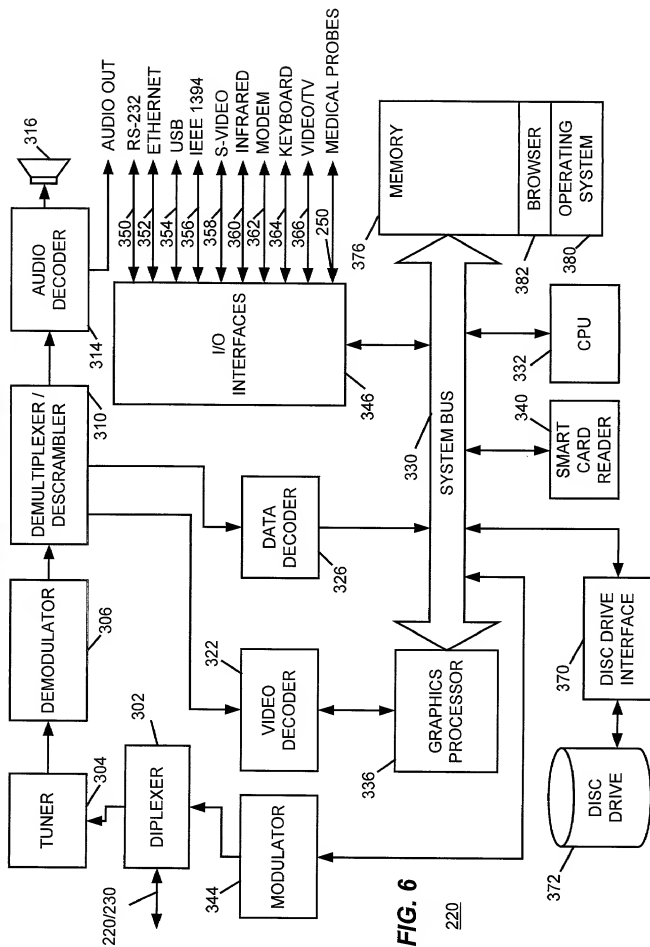 316
AUDIO OUT
RS-232
ETHERNET
USB
IEEE 1394
S-VIDEO
INFRARED
MODEM
KEYBOARD
VIDEO/TV
MEDICAL PROBES
350
352
354
356
358
360
362
364
366
250
AUDIO
DECODER
314
I/O
INTERFACES
346
DEMULTIPLEXER /
DESCRAMBLER
310
DEMODULATOR
306
TUNER
304
DIPLEXER
302
220/230
DATA
DECODER
326
VIDEO
DECODER
322
MODULATOR
344
GRAPHICS
PROCESSOR
336
SYSTEM BUS
330
MEMORY
376
BROWSER
382
OPERATING
SYSTEM
380
CPU
332
SMART
CARD
READER
340
DISC DRIVE
INTERFACE
370
DISC
DRIVE
372
FIG. 6
220